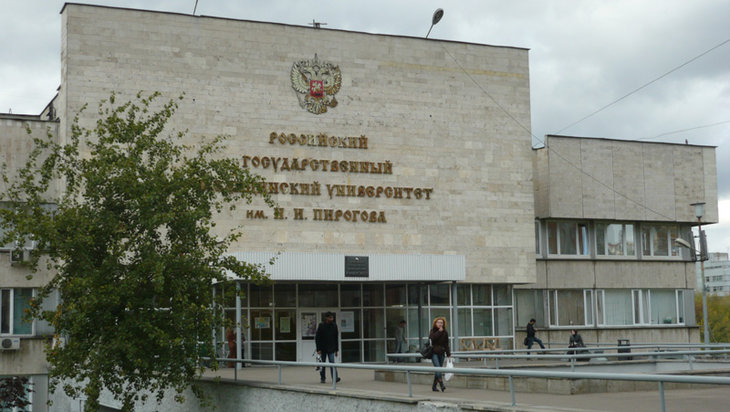 РОССИЙСКИЙ
ГОСУДАРСТВЕННЫЙ
УНИВЕРСИТЕТ
ИМ. Н. И. ПИРОГОВА